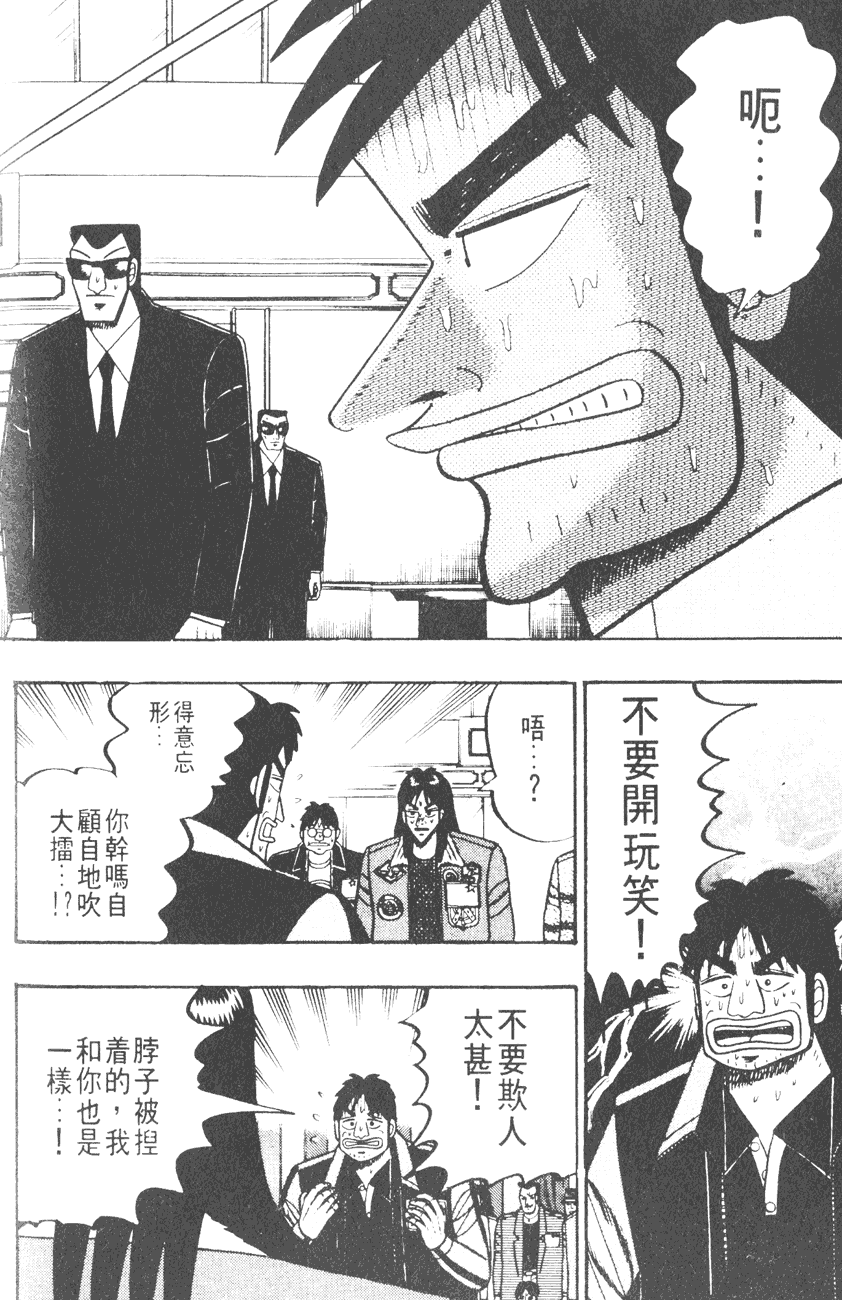 呃…!
不要開玩笑!
唔…?
得意忘
形…
你幹嗎自
顧自地吹
大擂…!?
不要欺人
太甚!
脖子被揑
着的，我
和你也是
一樣…!